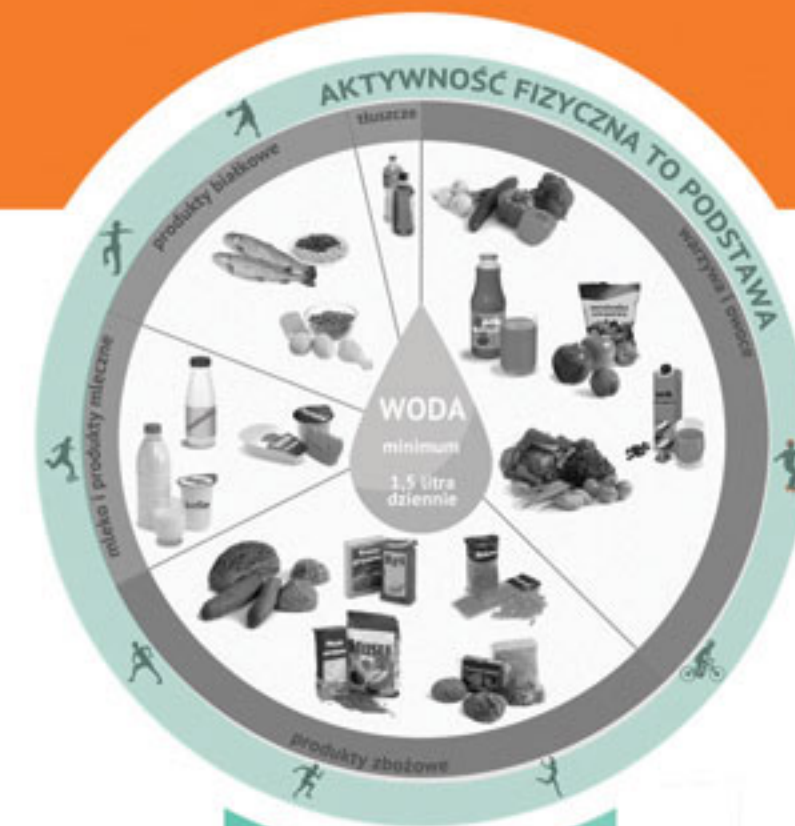 AKTYWNOŚĆ FIZYCZNA TO PODSTAWA
tłuszcze
produkty białkowe
warzywa i owoce
mleko i produkty mleczne
WODA
minimum
1,5 litra
dziennie
produkty zbożowe